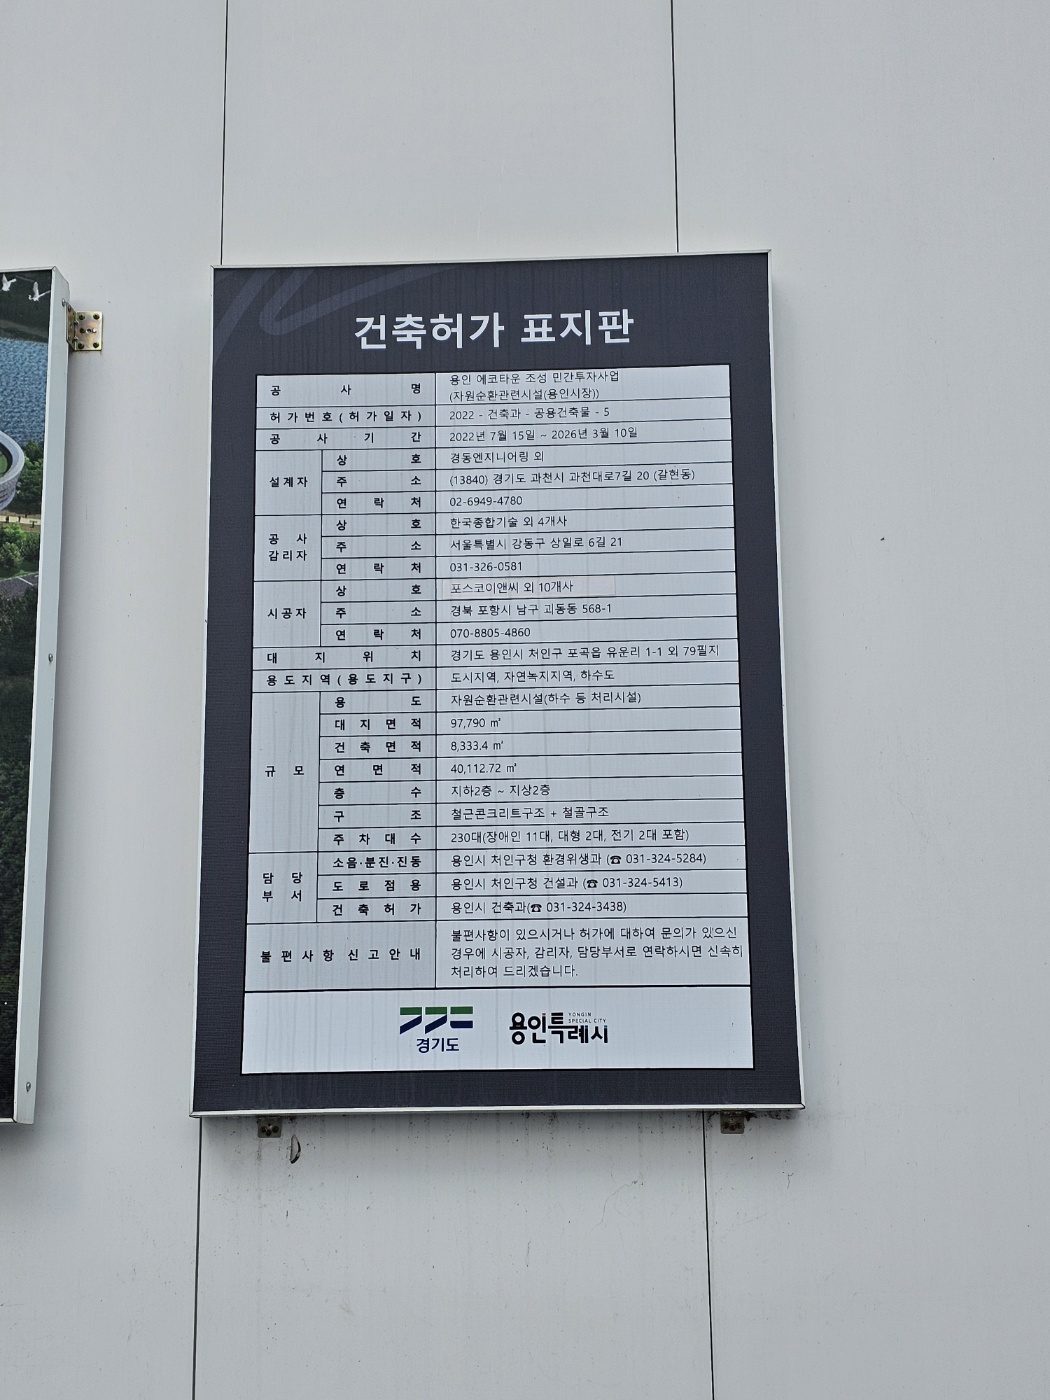 건축허가 표지판
공사명 용인 에코타운 조성 민간투자사업
(자원순환관련시설(용인시장))
허가번호(허가일자) 2022 - 건축과 - 공용건축물 - 5
공사기간 2022년 7월 15일 ~ 2026년 3월 10일
설계자 상호 경동엔지니어링 외
주소 (13840) 경기도 과천시 과천대로7길 20 (갈현동)
연락처 02-6949-4780
공사 감리자 상호 한국종합기술 외 4개사
주소 서울특별시 강동구 상일로 6길 21
연락처 031-326-0581
시공자 상호 포스코이앤씨 외 10개사
주소 경북 포항시 남구 괴동동 568-1
연락처 070-8805-4860
대지위치 경기도 용인시 처인구 포곡읍 유운리 1-1 외 79필지
용도지역(용도지구) 도시지역, 자연녹지지역, 하수도
규모 용도 자원순환관련시설(하수 등 처리시설)
대지면적 97,790 ㎡
건축면적 8,333.4 ㎡
연면적 40,112.72 ㎡
층수 지하2층 ~ 지상2층
구조 철근콘크리트구조 + 철골구조
주차대수 230대(장애인 11대, 대형 2대, 전기 2대 포함)
담당부서 소음·분진·진동 용인시 처인구청 환경위생과 (☎ 031-324-5284)
도로점용 용인시 처인구청 건설과 (☎ 031-324-5413)
건축허가 용인시 건축과(☎ 031-324-3438)
불편사항 신고안내 불편사항이 있으시거나 허가에 대하여 문의가 있으신
경우에 시공자, 감리자, 담당부서로 연락하시면 신속히
처리하여 드리겠습니다.
경기도
용인특례시 YONGIN SPECIAL CITY